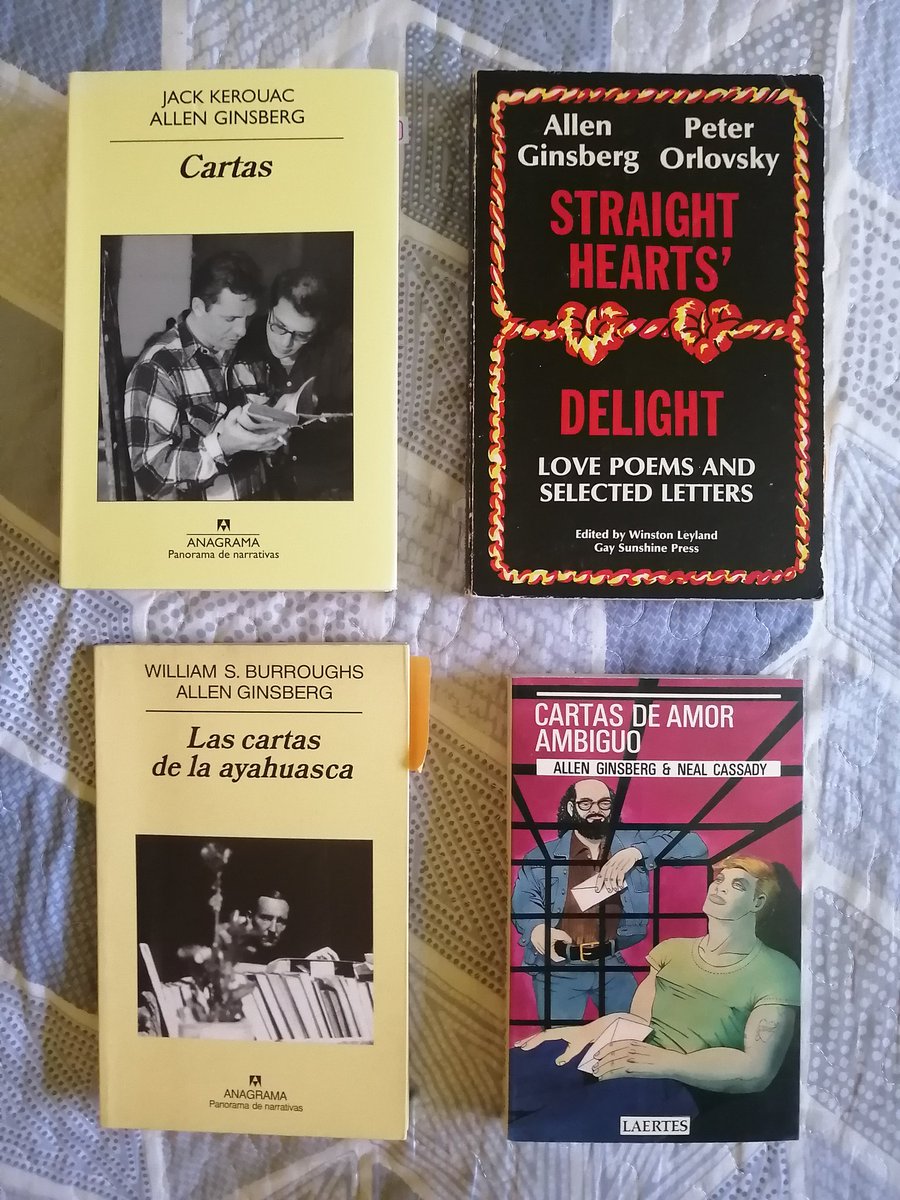 JACK KEROUAC
ALLEN GINSBERG
Cartas
ANAGRAMA
Panorama de narrativas
Allen Ginsberg
Peter Orlovsky
STRAIGHT
HEARTS'
DELIGHT
LOVE POEMS AND
SELECTED LETTERS
Edited by Winston Leyland
Gay Sunshine Press
WILLIAM S. BURROUGHS
ALLEN GINSBERG
Las cartas
de la ayahuasca
ANAGRAMA
Panorama de narrativas
CARTAS DE AMOR
AMBIGUO
ALLEN GINSBERG & NEAL CASSADY
LAERTES